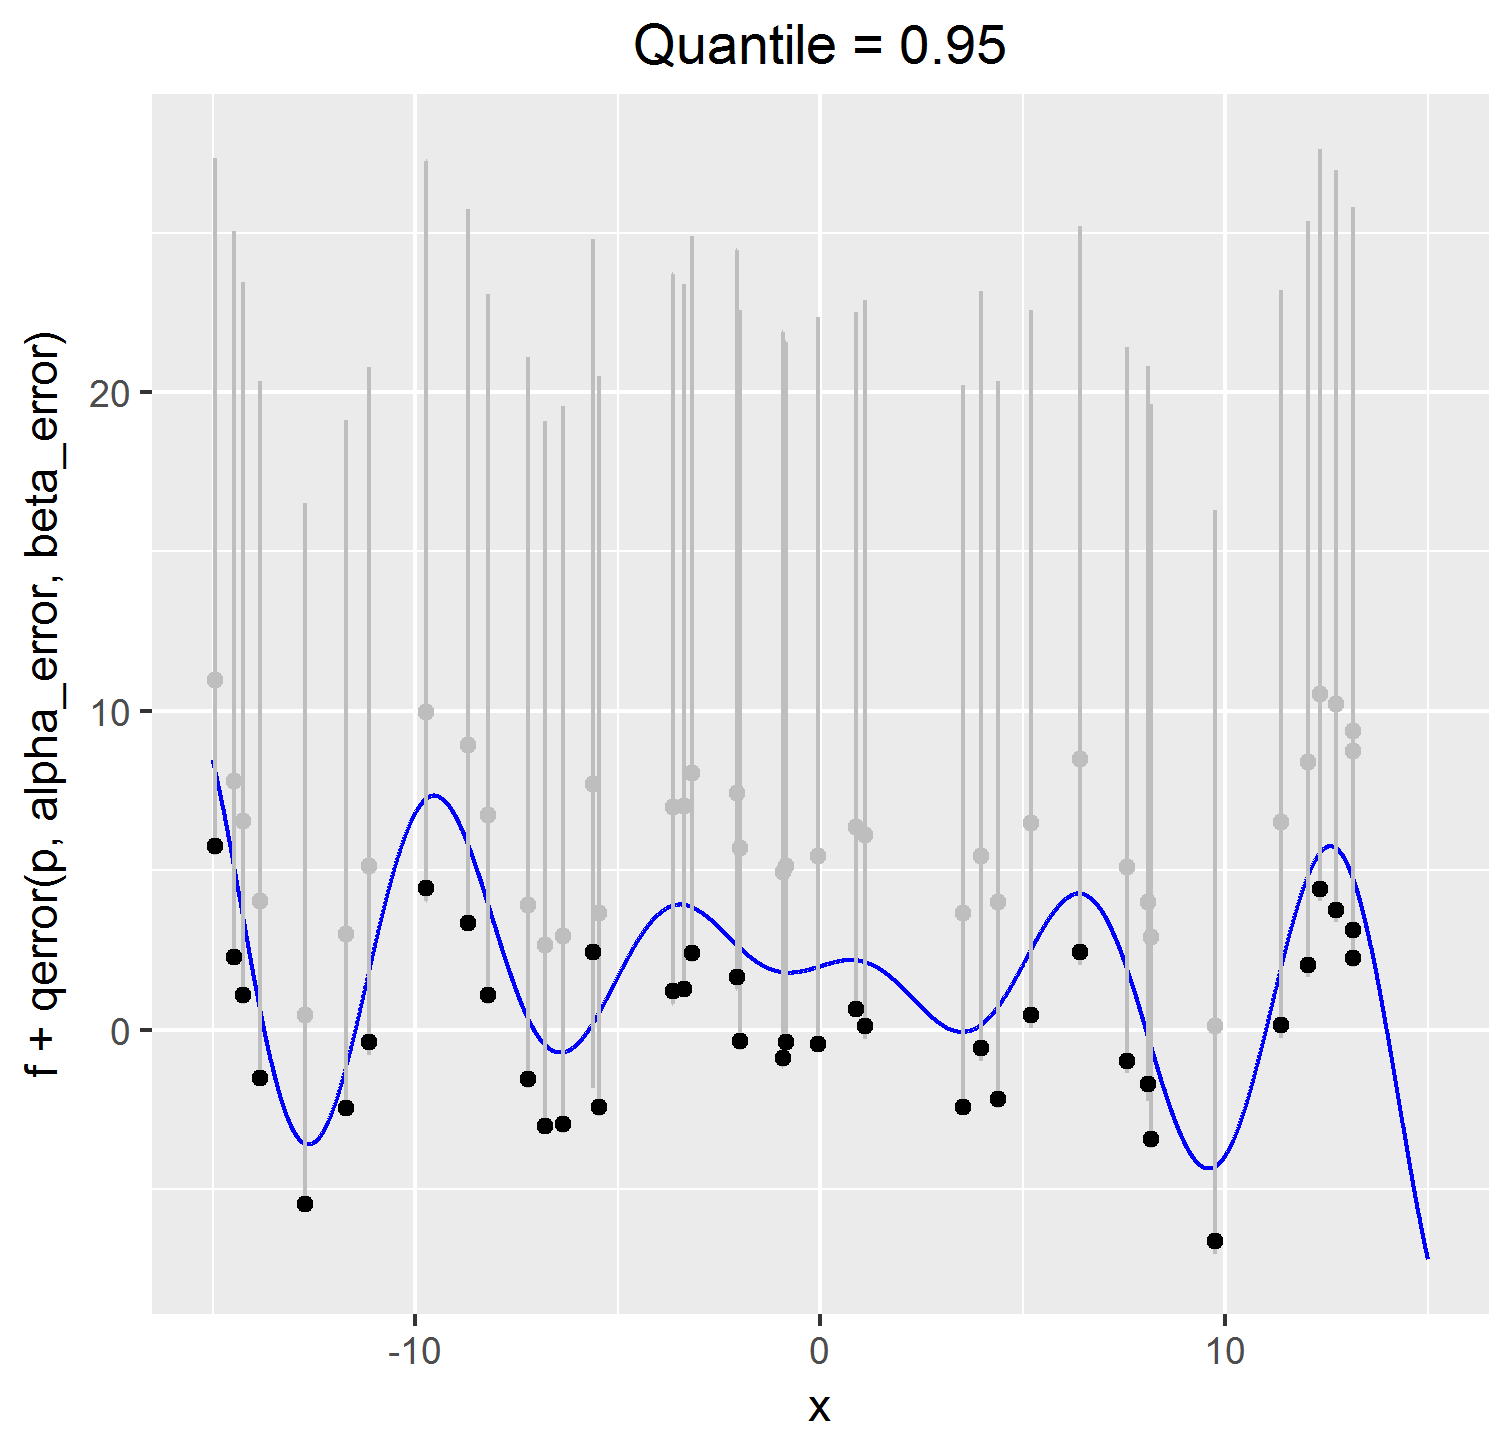 Quantile = 0.95
f + qerror(p, alpha_error, beta_error)
20
10
0
-10 0 10
x